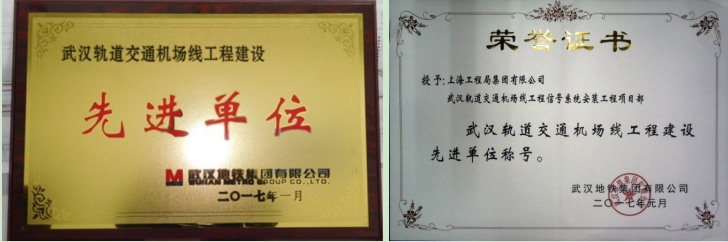 武汉轨道交通机场线工程建设
先进单位
武汉地铁集团有限公司
WUHAN METRO GROUP CO.,LTD.
二〇一七年一月
荣誉证书
授予:上海工程局集团有限公司
武汉轨道交通机场线工程信号系统安装工程项目部
武汉轨道交通机场线工程建设
先进单位称号。
武汉地铁集团有限公司
二〇一七年元月